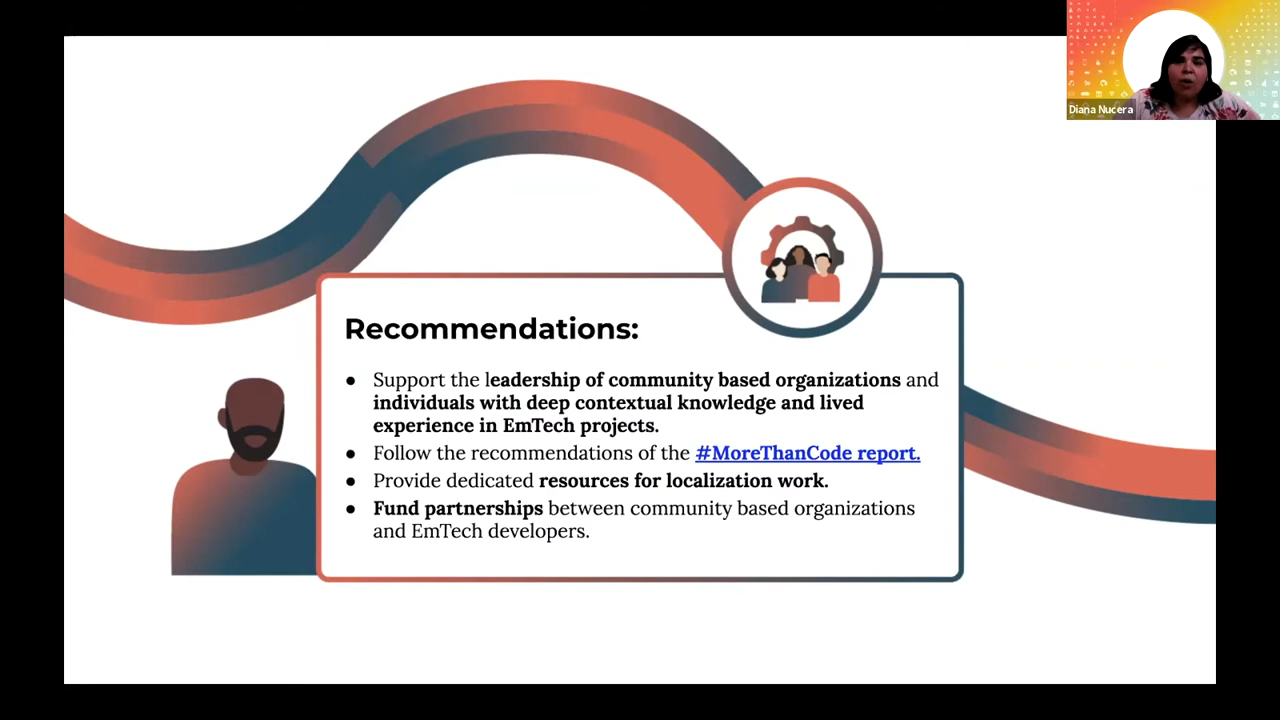 Diana Nucera
Recommendations:
● Support the leadership of community based organizations and
individuals with deep contextual knowledge and lived
experience in EmTech projects.
● Follow the recommendations of the #MoreThanCode report.
● Provide dedicated resources for localization work.
● Fund partnerships between community based organizations
and EmTech developers.